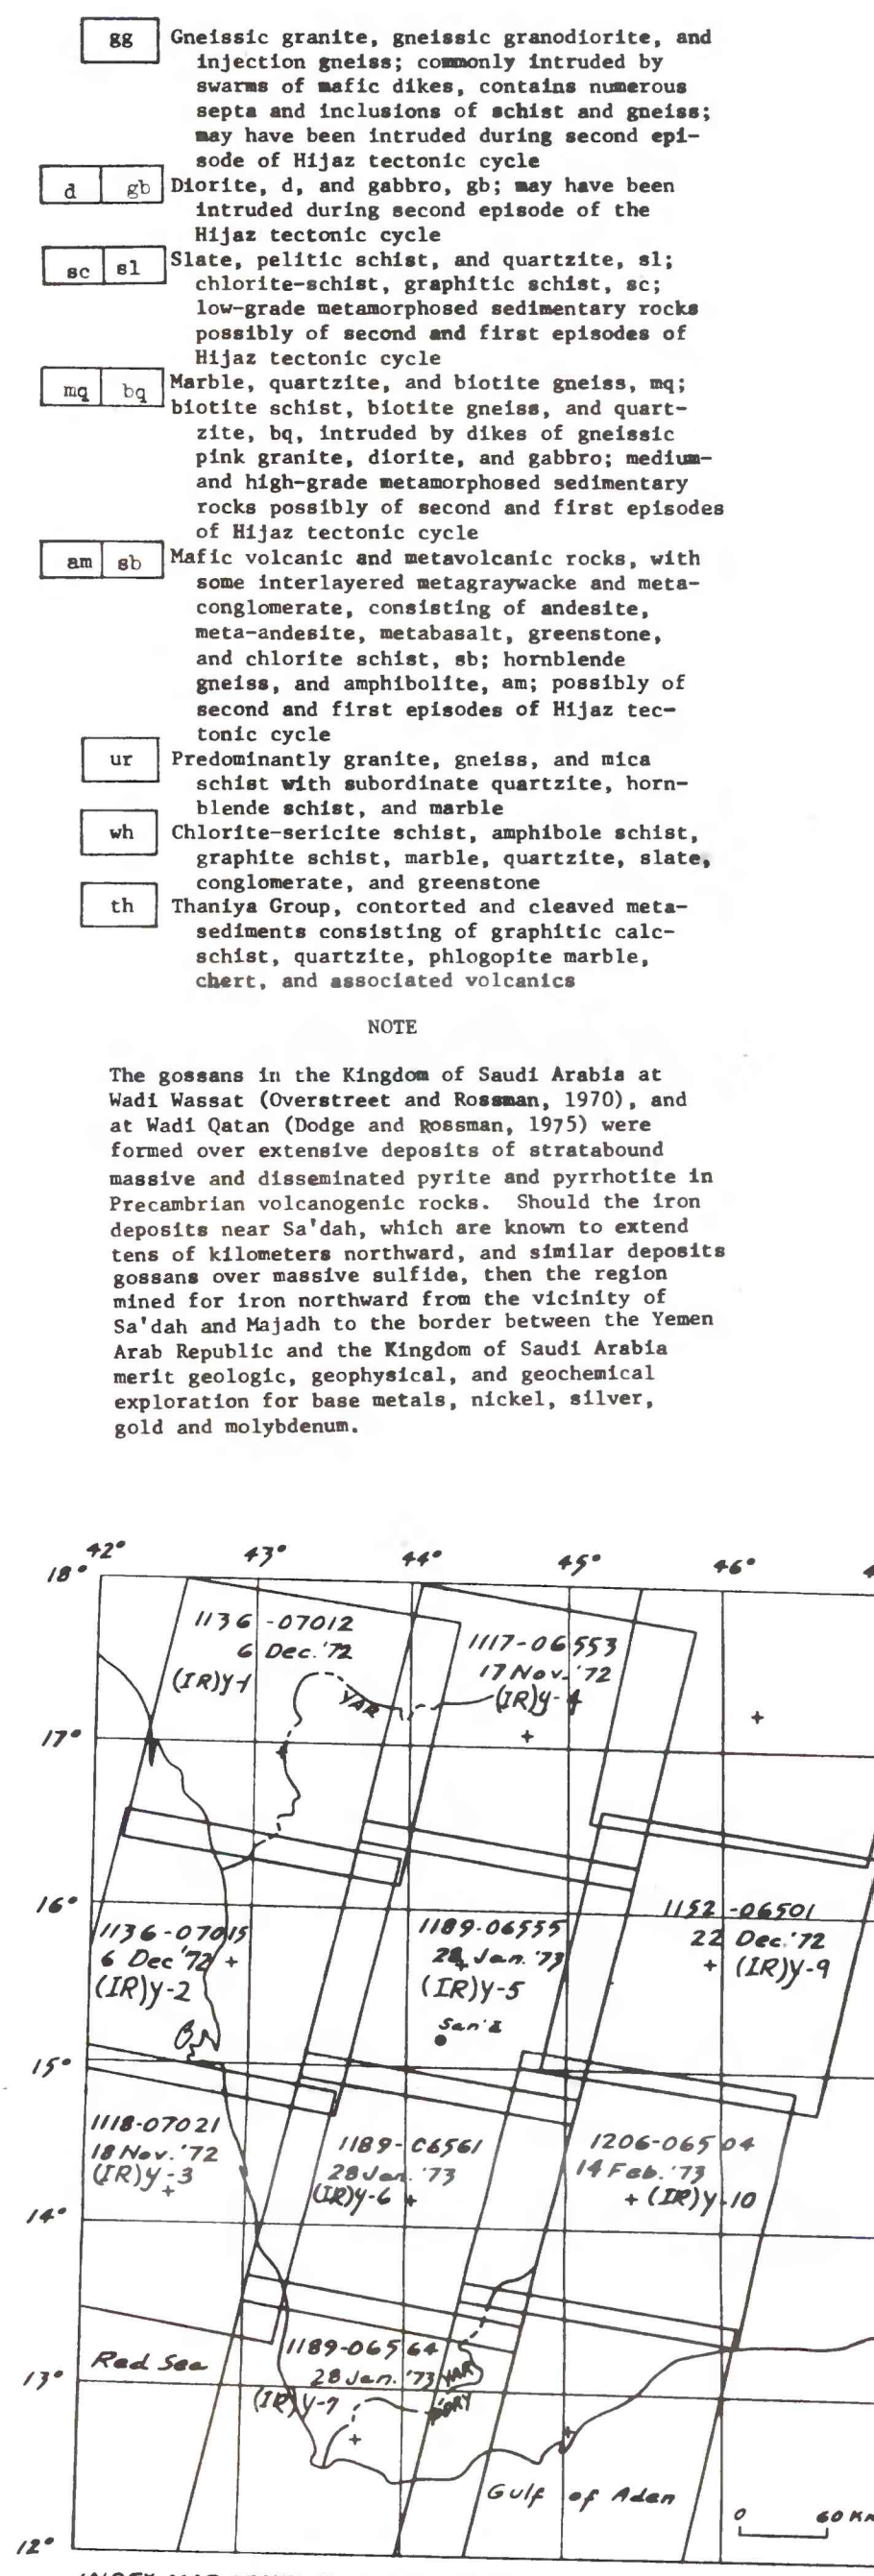 gg Gneissic granite, gneissic granodiorite, and
injection gneiss; commonly intruded by
swarms of mafic dikes, contains numerous
septa and inclusions of schist and gneiss;
may have been intruded during second epi-
sode of Hijaz tectonic cycle
d gb Diorite, d, and gabbro, gb; may have been
intruded during second episode of the
Hijaz tectonic cycle
sc sl Slate, pelitic schist, and quartzite, sl;
chlorite-schist, graphitic schist, sc;
low-grade metamorphosed sedimentary rocks
possibly of second and first episodes of
Hijaz tectonic cycle
mq bq Marble, quartzite, and biotite gneiss, mq;
biotite schist, biotite gneiss, and quart-
zite, bq, intruded by dikes of gneissic
pink granite, diorite, and gabbro; medium-
and high-grade metamorphosed sedimentary
rocks possibly of second and first episodes
of Hijaz tectonic cycle
am sb Mafic volcanic and metavolcanic rocks, with
some interlayered metagraywacke and meta-
conglomerate, consisting of andesite,
meta-andesite, metabasalt, greenstone,
and chlorite schist, sb; hornblende
gneiss, and amphibolite, am; possibly of
second and first episodes of Hijaz tec-
tonic cycle
ur Predominantly granite, gneiss, and mica
schist with subordinate quartzite, horn-
blende schist, and marble
wh Chlorite-sericite schist, amphibole schist,
graphite schist, marble, quartzite, slate,
conglomerate, and greenstone
th Thaniya Group, contorted and cleaved meta-
sediments consisting of graphitic calc-
schist, quartzite, phlogopite marble,
chert, and associated volcanics
NOTE
The gossans in the Kingdom of Saudi Arabia at
Wadi Wassat (Overstreet and Rossman, 1970), and
at Wadi Qatan (Dodge and Rossman, 1975) were
formed over extensive deposits of stratabound
massive and disseminated pyrite and pyrrhotite in
Precambrian volcanogenic rocks. Should the iron
deposits near Sa'dah, which are known to extend
tens of kilometers northward, and similar deposits
gossans over massive sulfide, then the region
mined for iron northward from the vicinity of
Sa'dah and Majadh to the border between the Yemen
Arab Republic and the Kingdom of Saudi Arabia
merit geologic, geophysical, and geochemical
exploration for base metals, nickel, silver,
gold and molybdenum.
42° 43° 44° 45° 46°
18°
1136-07012
6 Dec.'72
(IR)Y-1
1117-06553
17 Nov.'72
(IR)Y-4
YAR
17°
16°
1136-07015
6 Dec '72
(IR)Y-2
1189-06555
28 Jan.'73
(IR)Y-5
San'a
1152-06501
22 Dec.'72
(IR)Y-9
15°
1118-07021
18 Nov.'72
(IR)Y-3
1189-06561
28 Jan.'73
(IR)Y-6
1206-06504
14 Feb.'73
(IR)Y-10
14°
1189-06564
28 Jan.'73
(IR)Y-7
YAR
PDRY
Red Sea
13°
Gulf of Aden
0 60 Km
12°